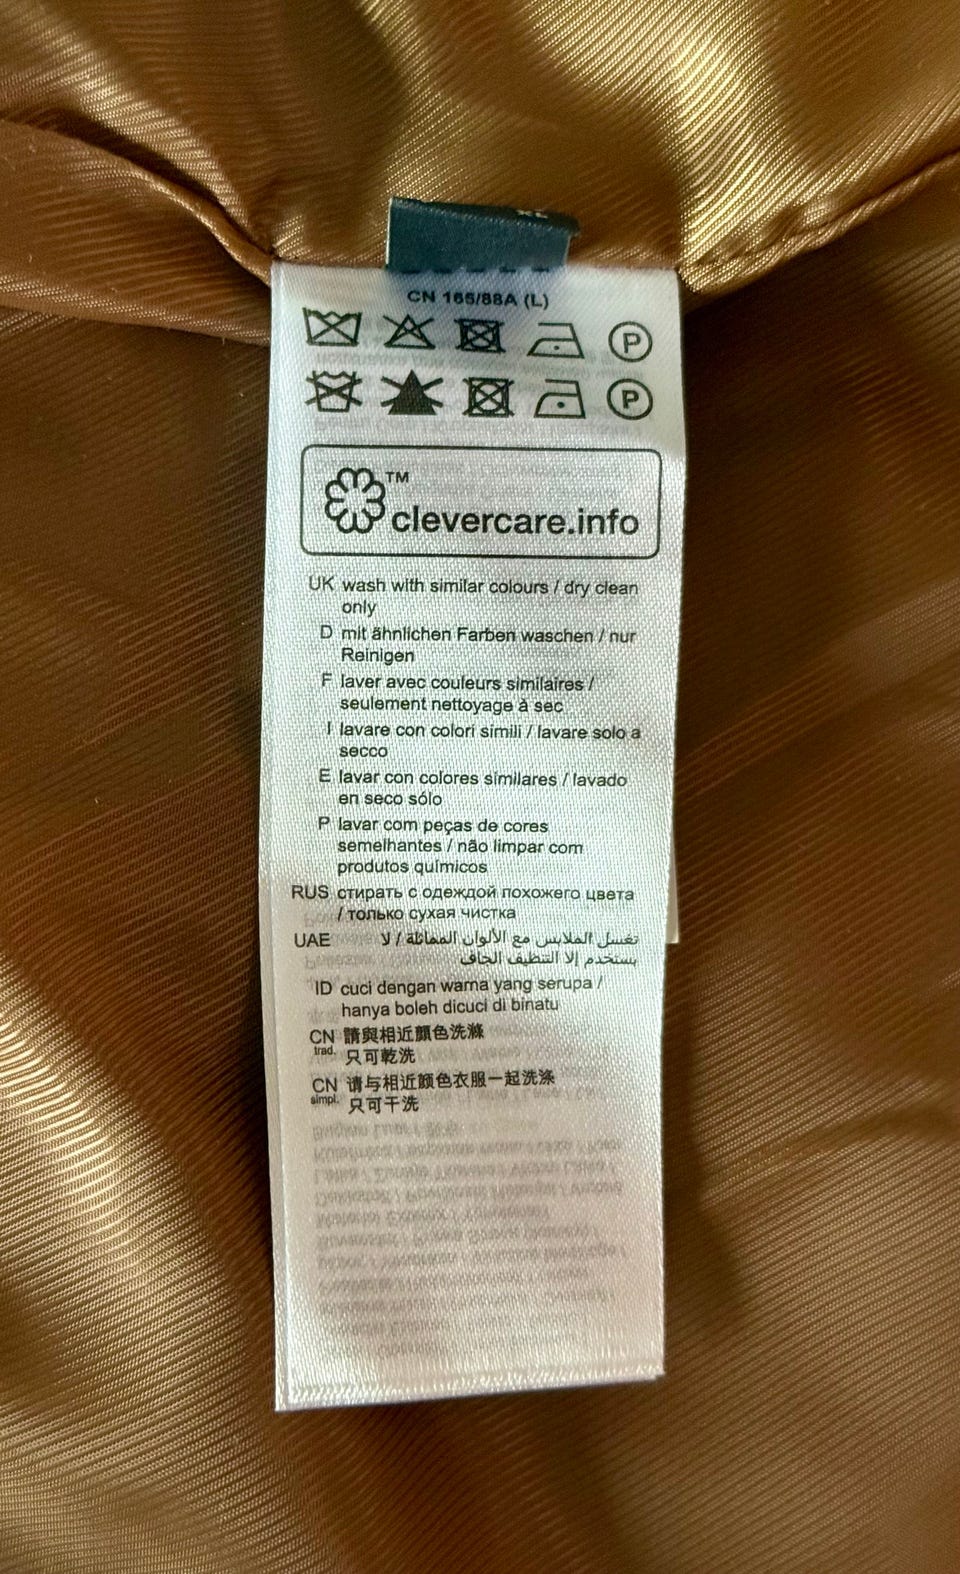 CN 165/88A (L)
P
P
TM
clevercare.info
UK wash with similar colours / dry clean
only
D mit ähnlichen Farben waschen / nur
Reinigen
F laver avec couleurs similaires /
seulement nettoyage à sec
I lavare con colori simili / lavare solo a
secco
E lavar con colores similares / lavado
en seco sólo
P lavar com peças de cores
semelhantes / não limpar com
produtos químicos
RUS стирать с одеждой похожего цвета
/ только сухая чистка
UAE تغسل الملابس مع الألوان المماثلة / لا
يستخدم إلا التنظيف الجاف
ID cuci dengan warna yang serupa /
hanya boleh dicuci di binatu
CN trad. 請與相近顏色洗滌
只可乾洗
CN simpl. 请与相近颜色衣服一起洗涤
只可干洗